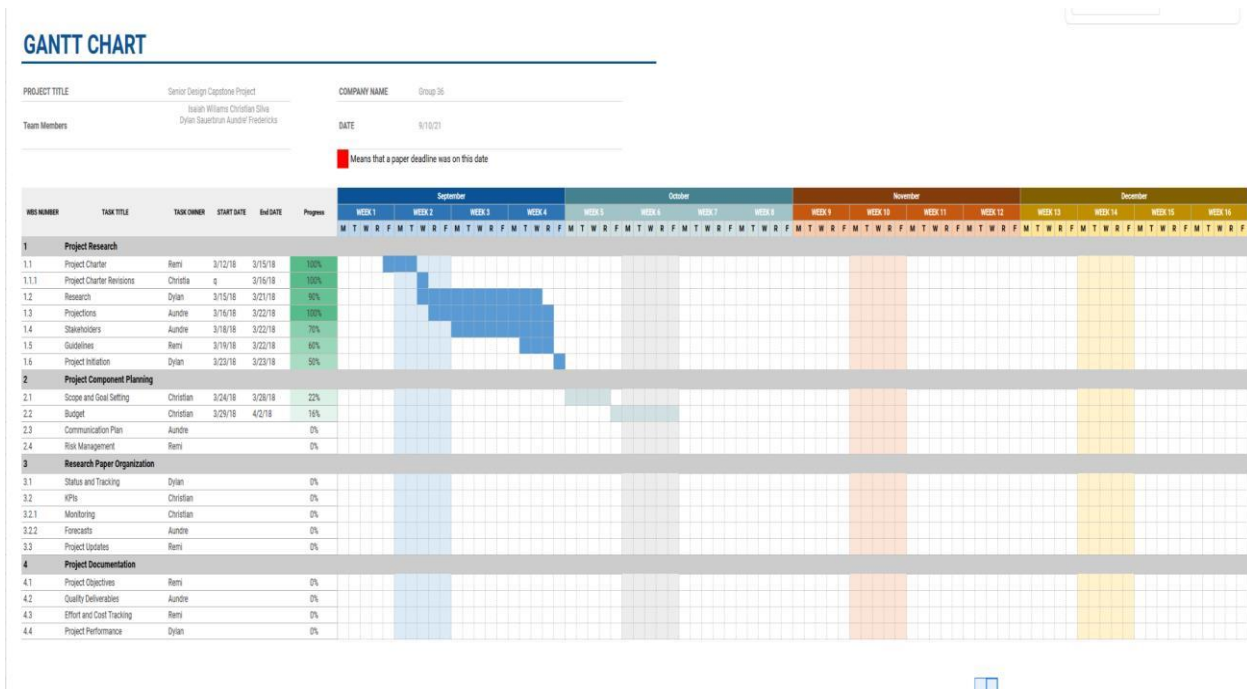 GANTT CHART
PROJECT TITLE Senior Design Capstone Project COMPANY NAME Group 36
Isaiah Wiliams Christian Silva
Team Members Dylan Sauerbrun Aundre' Fredericks DATE 9/10/21
Means that a paper deadline was on this date
September October November December
WBS NUMBER TASK TITLE TASK OWNER START DATE End DATE Progress WEEK 1 WEEK 2 WEEK 3 WEEK 4 WEEK 5 WEEK 6 WEEK 7 WEEK 8 WEEK 9 WEEK 10 WEEK 11 WEEK 12 WEEK 13 WEEK 14 WEEK 15 WEEK 16
M T W R F M T W R F M T W R F M T W R F M T W R F M T W R F M T W R F M T W R F M T W R F M T W R F M T W R F M T W R F M T W R F M T W R F M T W R F M T W R F
1 Project Research
1.1 Project Charter Remi 3/12/18 3/15/18 100%
1.1.1 Project Charter Revisions Christia q 3/16/18 100%
1.2 Research Dylan 3/15/18 3/21/18 90%
1.3 Projections Aundre 3/16/18 3/22/18 100%
1.4 Stakeholders Aundre 3/18/18 3/22/18 70%
1.5 Guidelines Remi 3/19/18 3/22/18 60%
1.6 Project Initiation Dylan 3/23/18 3/23/18 50%
2 Project Component Planning
2.1 Scope and Goal Setting Christian 3/24/18 3/28/18 22%
2.2 Budget Christian 3/29/18 4/2/18 16%
2.3 Communication Plan Aundre 0%
2.4 Risk Management Remi 0%
3 Research Paper Organization
3.1 Status and Tracking Dylan 0%
3.2 KPIs Christian 0%
3.2.1 Monitoring Christian 0%
3.2.2 Forecasts Aundre 0%
3.3 Project Updates Remi 0%
4 Project Documentation
4.1 Project Objectives Remi 0%
4.2 Quality Deliverables Aundre 0%
4.3 Effort and Cost Tracking Remi 0%
4.4 Project Performance Dylan 0%